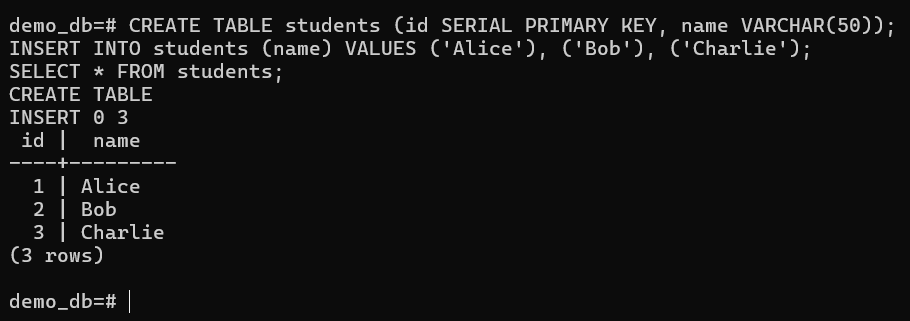 demo_db=# CREATE TABLE students (id SERIAL PRIMARY KEY, name VARCHAR(50));
INSERT INTO students (name) VALUES ('Alice'), ('Bob'), ('Charlie');
SELECT * FROM students;
CREATE TABLE
INSERT 0 3
 id |  name
----+---------
  1 | Alice
  2 | Bob
  3 | Charlie
(3 rows)

demo_db=#